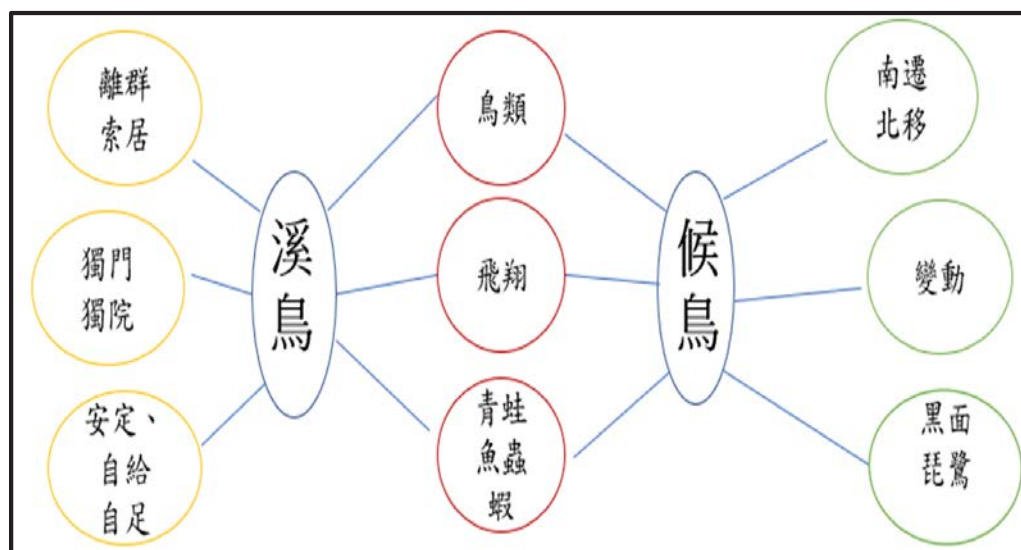 離群
索居
獨門
獨院
安定、
自給
自足
溪
鳥
鳥類
飛翔
青蛙
魚蟲
蝦
候
鳥
南遷
北移
變動
黑面
琵鷺